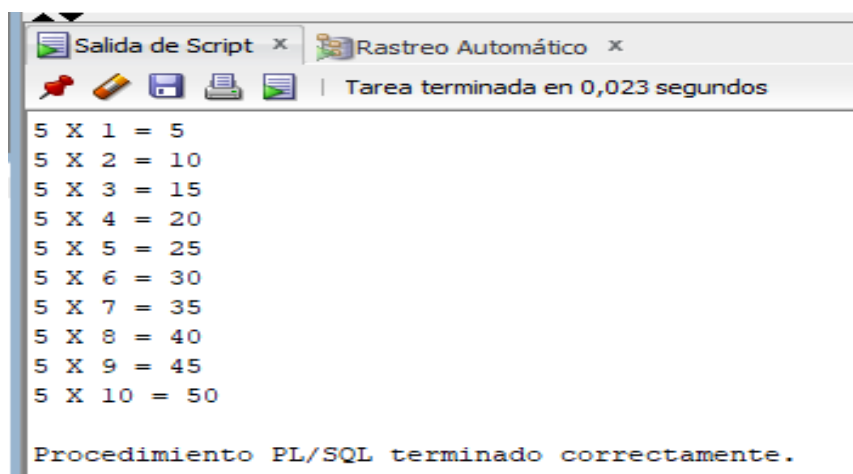 Salida de Script x Rastreo Automático x
Tarea terminada en 0,023 segundos
5 X 1 = 5
5 X 2 = 10
5 X 3 = 15
5 X 4 = 20
5 X 5 = 25
5 X 6 = 30
5 X 7 = 35
5 X 8 = 40
5 X 9 = 45
5 X 10 = 50
Procedimiento PL/SQL terminado correctamente.